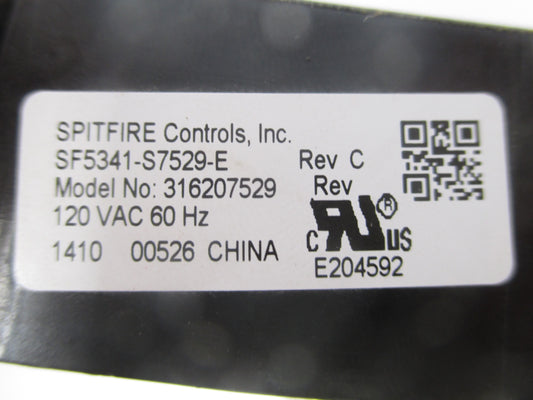 SPITFIRE Controls, Inc.
SF5341-S7529-E Rev C
Model No: 316207529 Rev
120 VAC 60 Hz
1410 00526 CHINA
C RU ® US
E204592